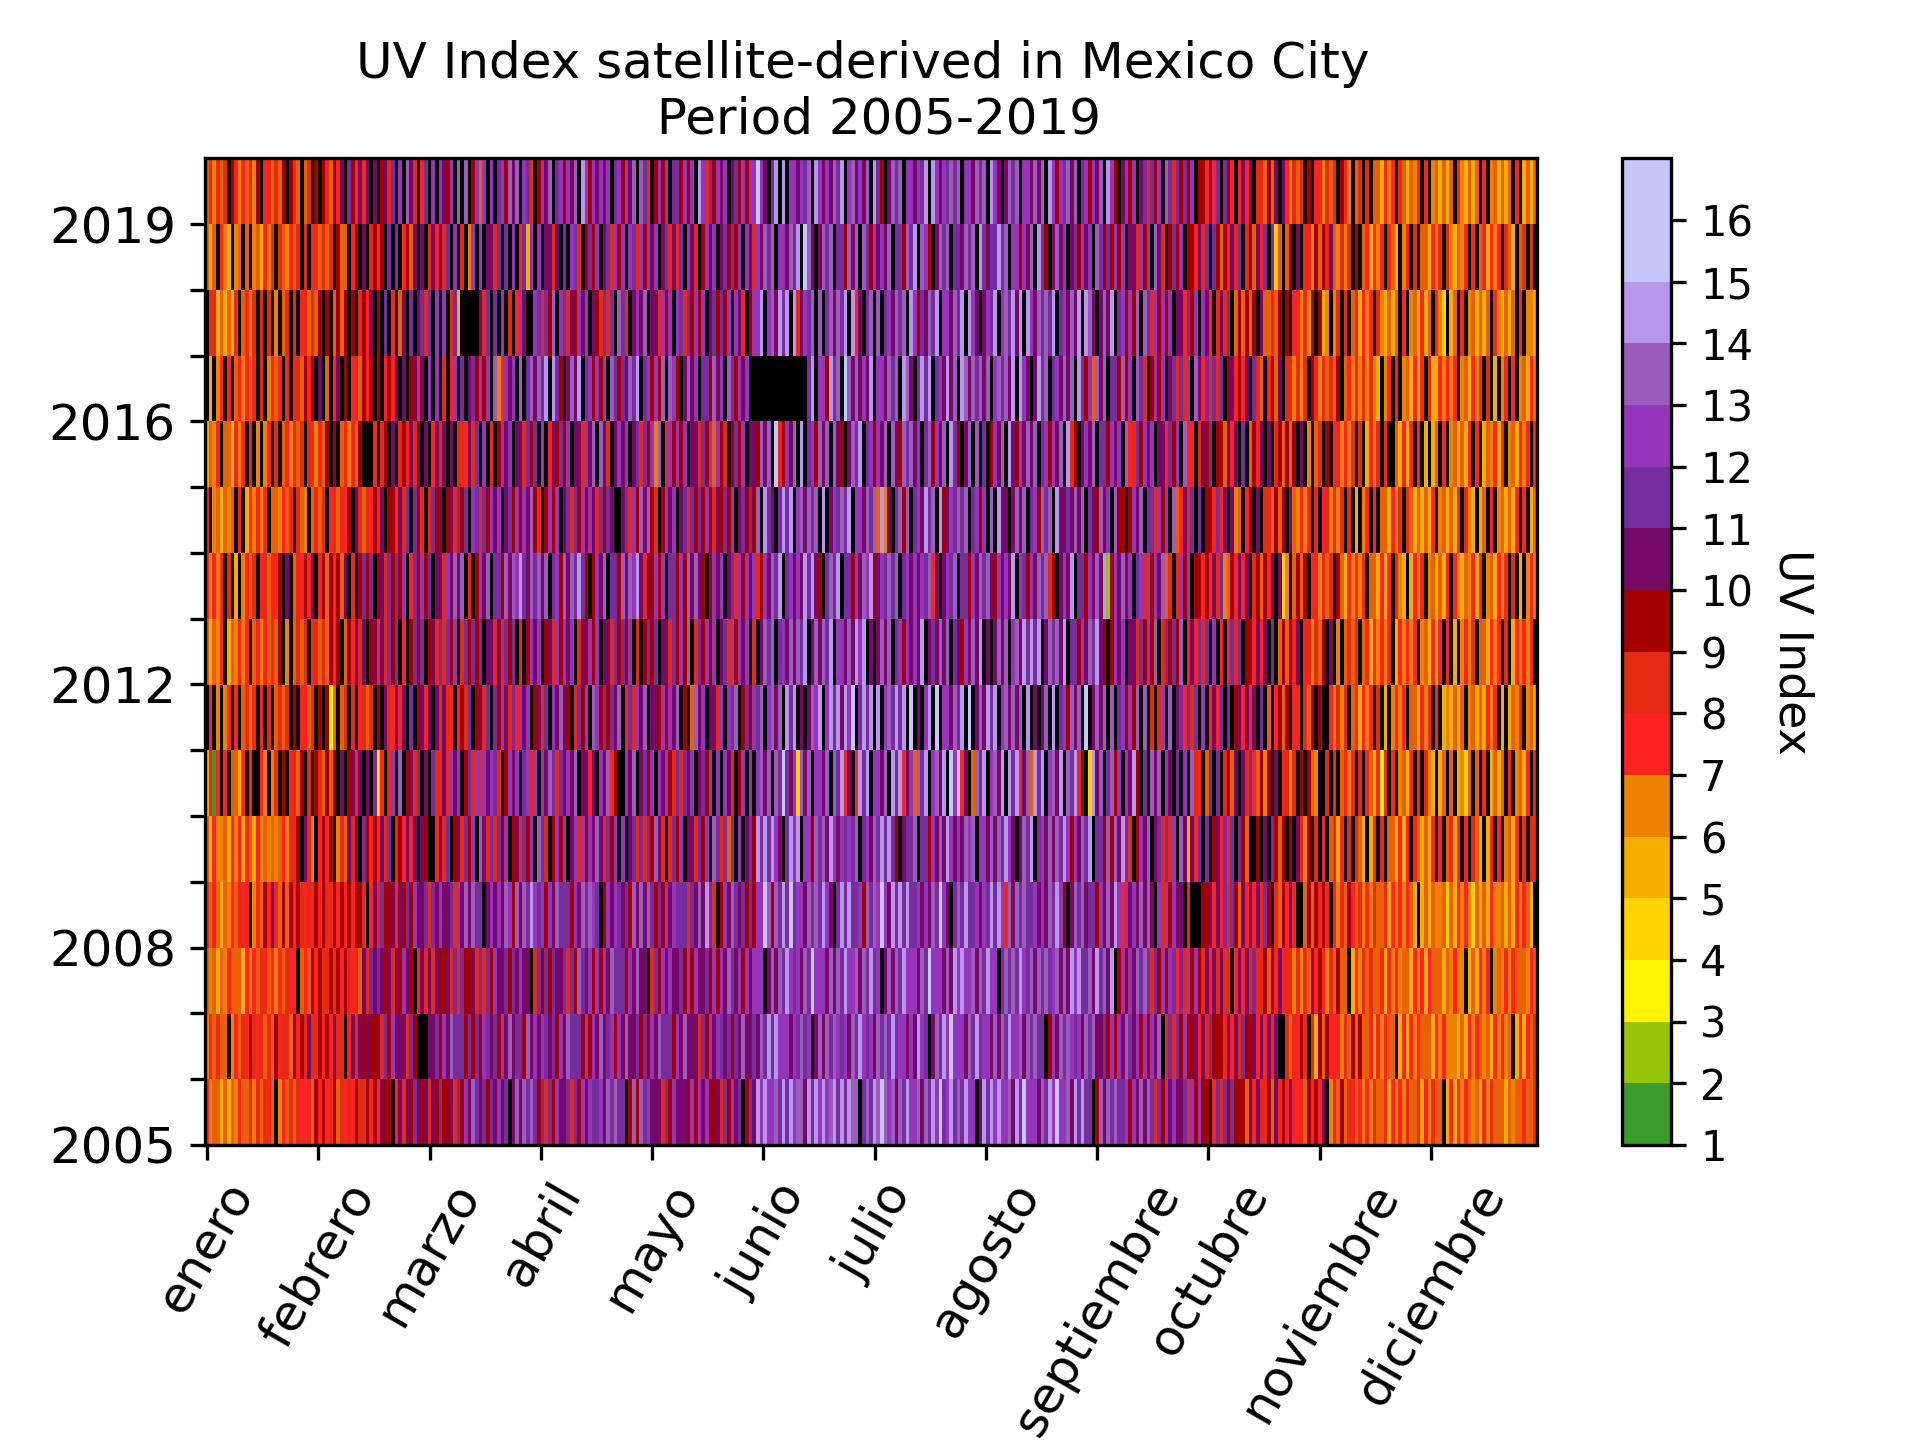 UV Index satellite-derived in Mexico City
Period 2005-2019
2019
2016
2012
2008
2005
enero
febrero
marzo
abril
mayo
junio
julio
agosto
septiembre
octubre
noviembre
diciembre
16
15
14
13
12
11
10
9
8
7
6
5
4
3
2
1
UV Index